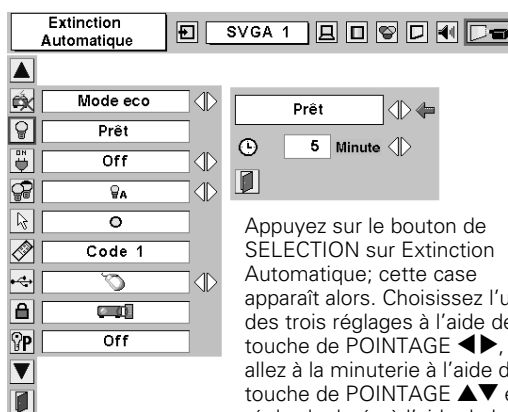 Extinction
Automatique
SVGA 1
Mode eco
Prêt
Off
A
Code 1
P
Off
Prêt
5 Minute
Appuyez sur le bouton de
SELECTION sur Extinction
Automatique; cette case
apparaît alors. Choisissez
des trois réglages à l'aide
touche de POINTAGE ◀▶,
allez à la minuterie à l'aide
touche de POINTAGE ▲▼